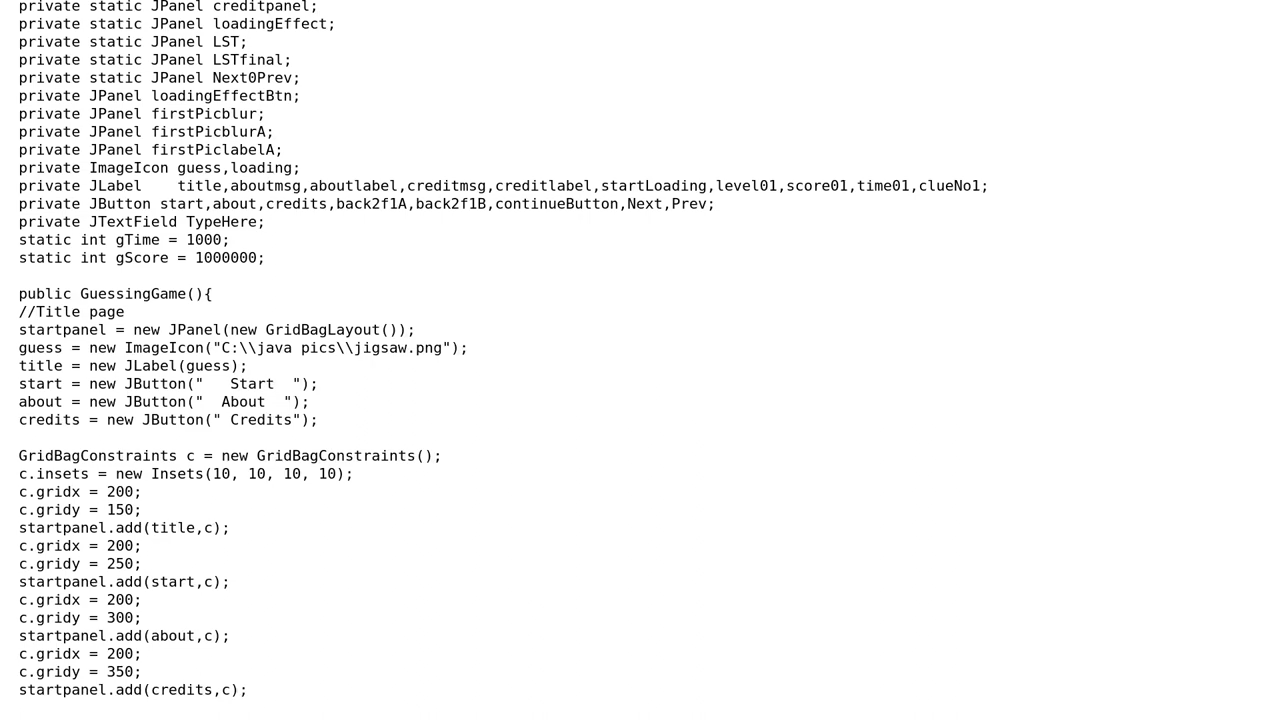 private static JPanel creditpanel;
private static JPanel loadingEffect;
private static JPanel LST;
private static JPanel LSTfinal;
private static JPanel Next0Prev;
private JPanel loadingEffectBtn;
private JPanel firstPicblur;
private JPanel firstPicblurA;
private JPanel firstPiclabelA;
private ImageIcon guess,loading;
private JLabel    title,aboutmsg,aboutlabel,creditmsg,creditlabel,startLoading,level01,score01,time01,clueNo1;
private JButton start,about,credits,back2f1A,back2f1B,continueButton,Next,Prev;
private JTextField TypeHere;
static int gTime = 1000;
static int gScore = 1000000;

public GuessingGame(){
//Title page
startpanel = new JPanel(new GridBagLayout());
guess = new ImageIcon("C:\\java pics\\jigsaw.png");
title = new JLabel(guess);
start = new JButton("   Start  ");
about = new JButton("  About  ");
credits = new JButton(" Credits");

GridBagConstraints c = new GridBagConstraints();
c.insets = new Insets(10, 10, 10, 10);
c.gridx = 200;
c.gridy = 150;
startpanel.add(title,c);
c.gridx = 200;
c.gridy = 250;
startpanel.add(start,c);
c.gridx = 200;
c.gridy = 300;
startpanel.add(about,c);
c.gridx = 200;
c.gridy = 350;
startpanel.add(credits,c);